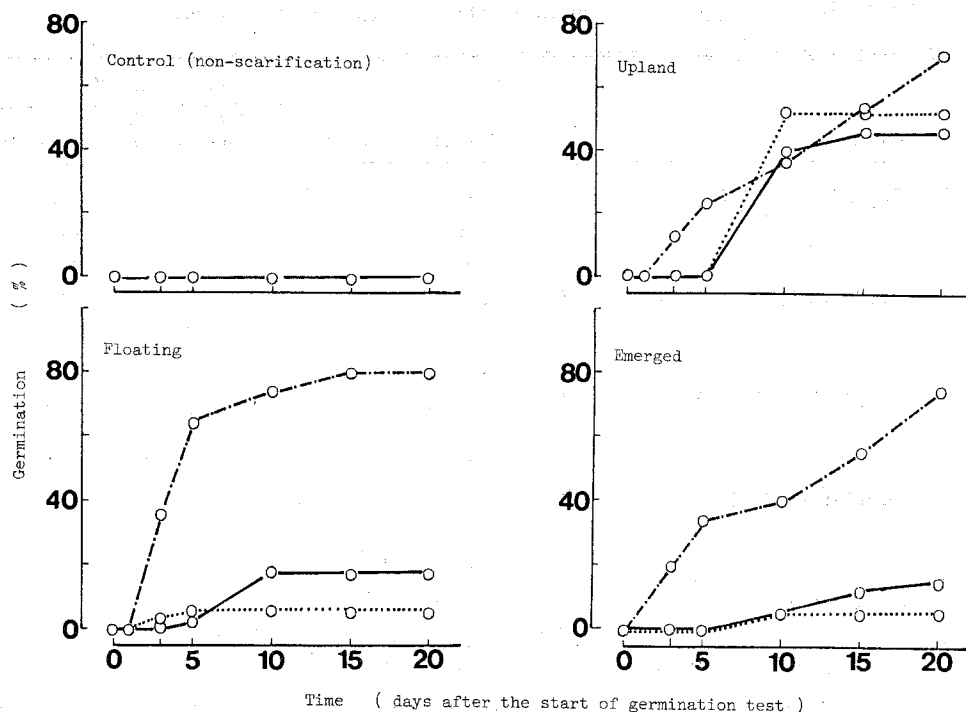 80
Control (non-scarification)
40
0
80
Upland
40
0
Floating
80
40
0
0 5 10 15 20
Emerged
80
40
0
0 5 10 15 20
Germination ( % )
Time ( days after the start of germination test )